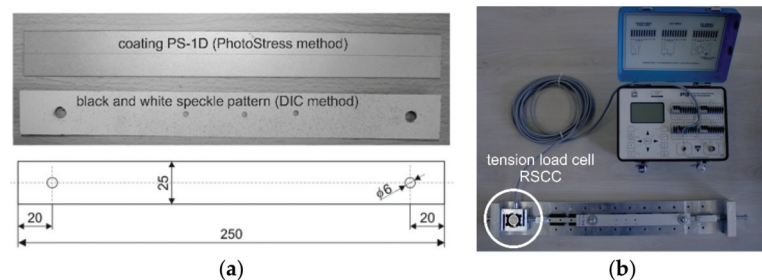 coating PS-1D (PhotoStress method)
black and white speckle pattern (DIC method)
25
ø6
20
20
250
tension load cell
RSCC
P3
(a)
(b)